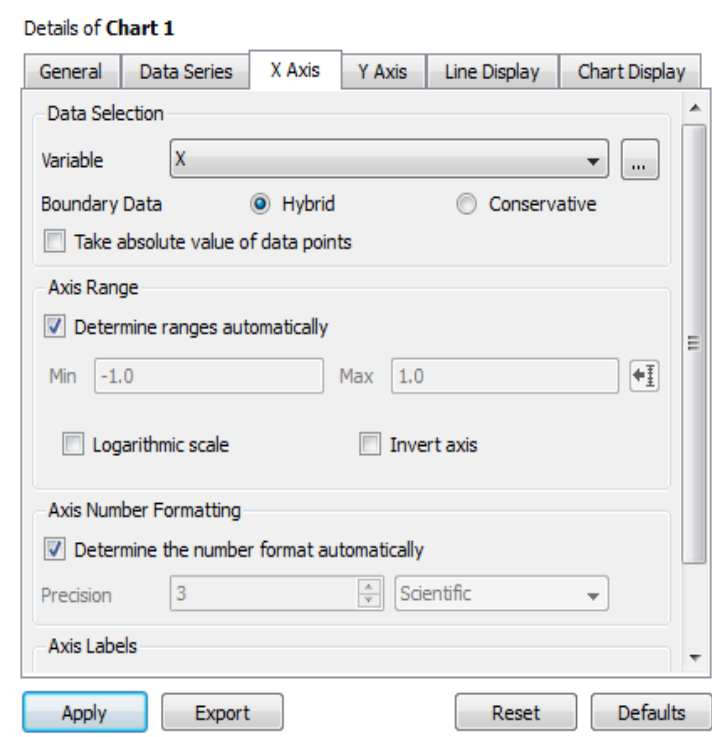 Details of Chart 1
General Data Series X Axis Y Axis Line Display Chart Display
Data Selection
Variable X ...
Boundary Data Hybrid Conservative
Take absolute value of data points
Axis Range
Determine ranges automatically
Min -1.0 Max 1.0
Logarithmic scale Invert axis
Axis Number Formatting
Determine the number format automatically
Precision 3 Scientific
Axis Labels
Apply Export Reset Defaults